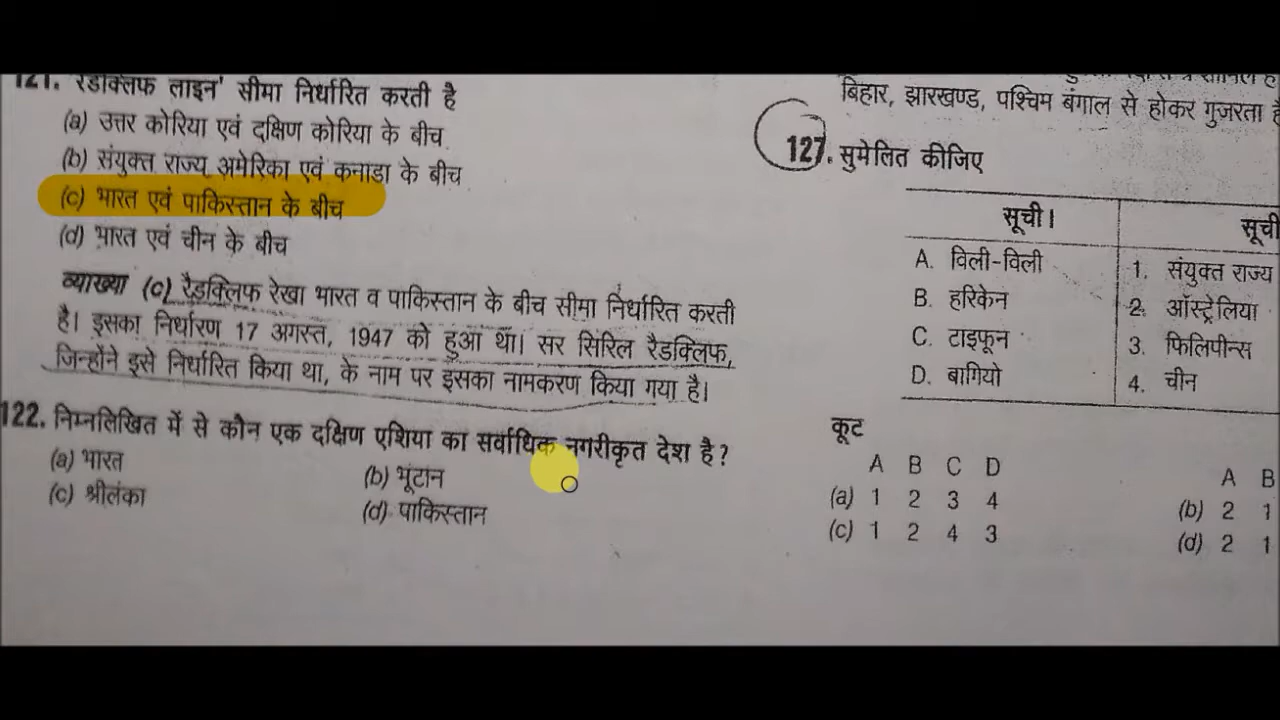 121. रेडक्लिफ लाइन' सीमा निर्धारित करती है
(a) उत्तर कोरिया एवं दक्षिण कोरिया के बीच
(b) संयुक्त राज्य अमेरिका एवं कनाडा के बीच
(c) भारत एवं पाकिस्तान के बीच
(d) भारत एवं चीन के बीच
व्याख्या (c) रैडक्लिफ रेखा भारत व पाकिस्तान के बीच सीमा निर्धारित करती
है। इसका निर्धारण 17 अगस्त, 1947 को हुआ था। सर सिरिल रैडक्लिफ,
जिन्होंने इसे निर्धारित किया था, के नाम पर इसका नामकरण किया गया है।
122. निम्नलिखित में से कौन एक दक्षिण एशिया का सर्वाधिक नगरीकृत देश है?
(a) भारत (b) भूटान
(c) श्रीलंका (d) पाकिस्तान
बिहार, झारखण्ड, पश्चिम बंगाल से होकर गुजरता
127. सुमेलित कीजिए
सूची। सूची
A. विली-विली 1. संयुक्त राज्य
B. हरिकेन 2. ऑस्ट्रेलिया
C. टाइफून 3. फिलिपीन्स
D. बागियो 4. चीन
कूट
A B C D A B
(a) 1 2 3 4 (b) 2 1
(c) 1 2 4 3 (d) 2 1